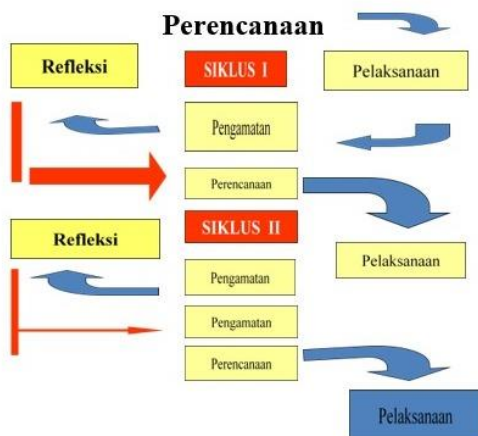 Perencanaan
Refleksi
SIKLUS I
Pelaksanaan
Pengamatan
Perencanaan
Refleksi
SIKLUS II
Pelaksanaan
Pengamatan
Pengamatan
Perencanaan
Pelaksanaan